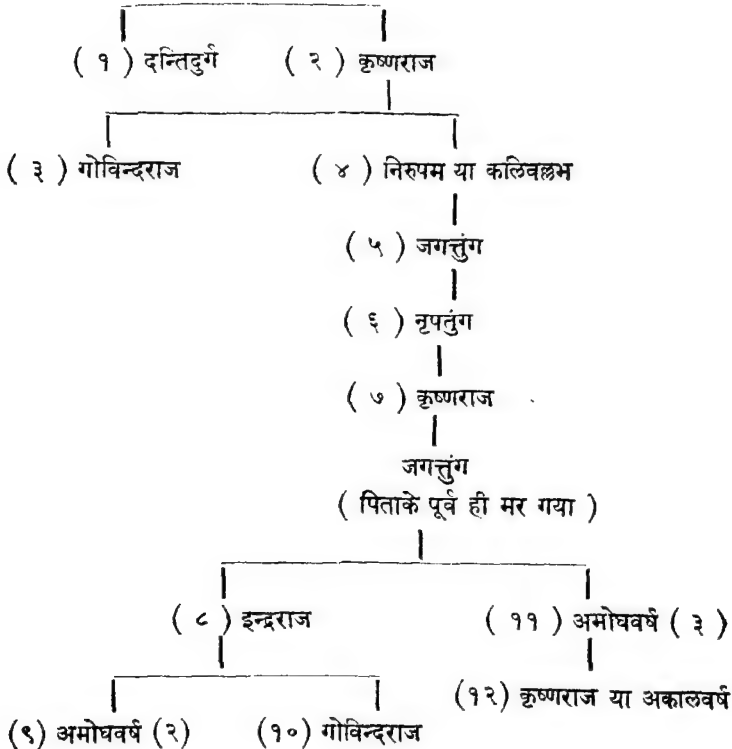 ( १ ) दन्तिदुर्ग ( २ ) कृष्णराज
( ३ ) गोविन्दराज ( ४ ) निरुपम या कलिवल्लभ
( ५ ) जगत्तुंग
( ६ ) नृपतुंग
( ७ ) कृष्णराज
जगत्तुंग
( पिताके पूर्व ही मर गया )
( ८ ) इन्द्रराज ( ११ ) अमोघवर्ष ( ३ )
(१२) कृष्णराज या अकालवर्ष
(९) अमोघवर्ष (२) (१०) गोविन्दराज